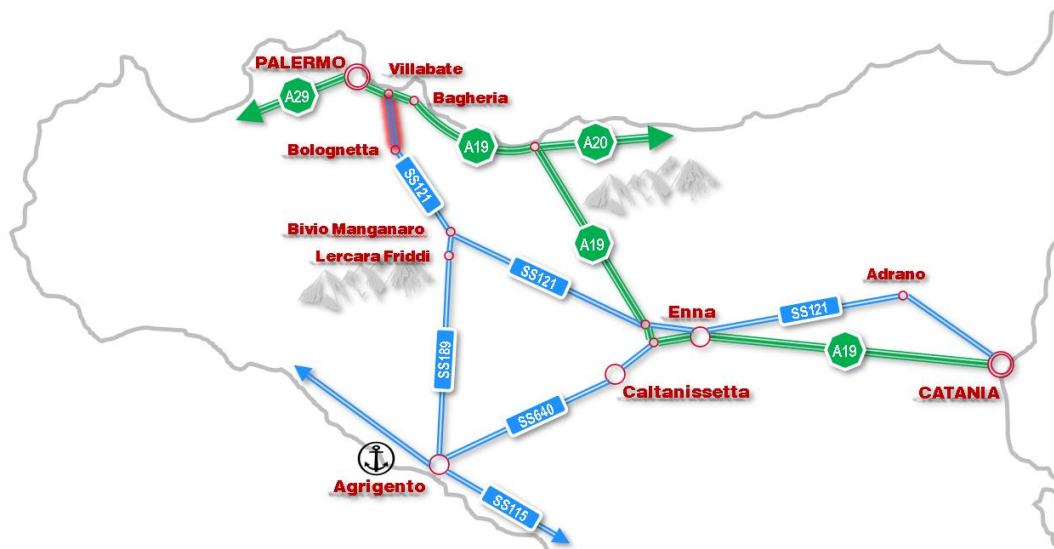 PALERMO
Villabate
A29
Bagheria
Bolognetta
A19
A20
SS121
Bivio Manganaro
Lercara Friddi
A19
SS121
Adrano
Enna
SS121
SS189
A19
Caltanissetta
CATANIA
SS640
Agrigento
SS115